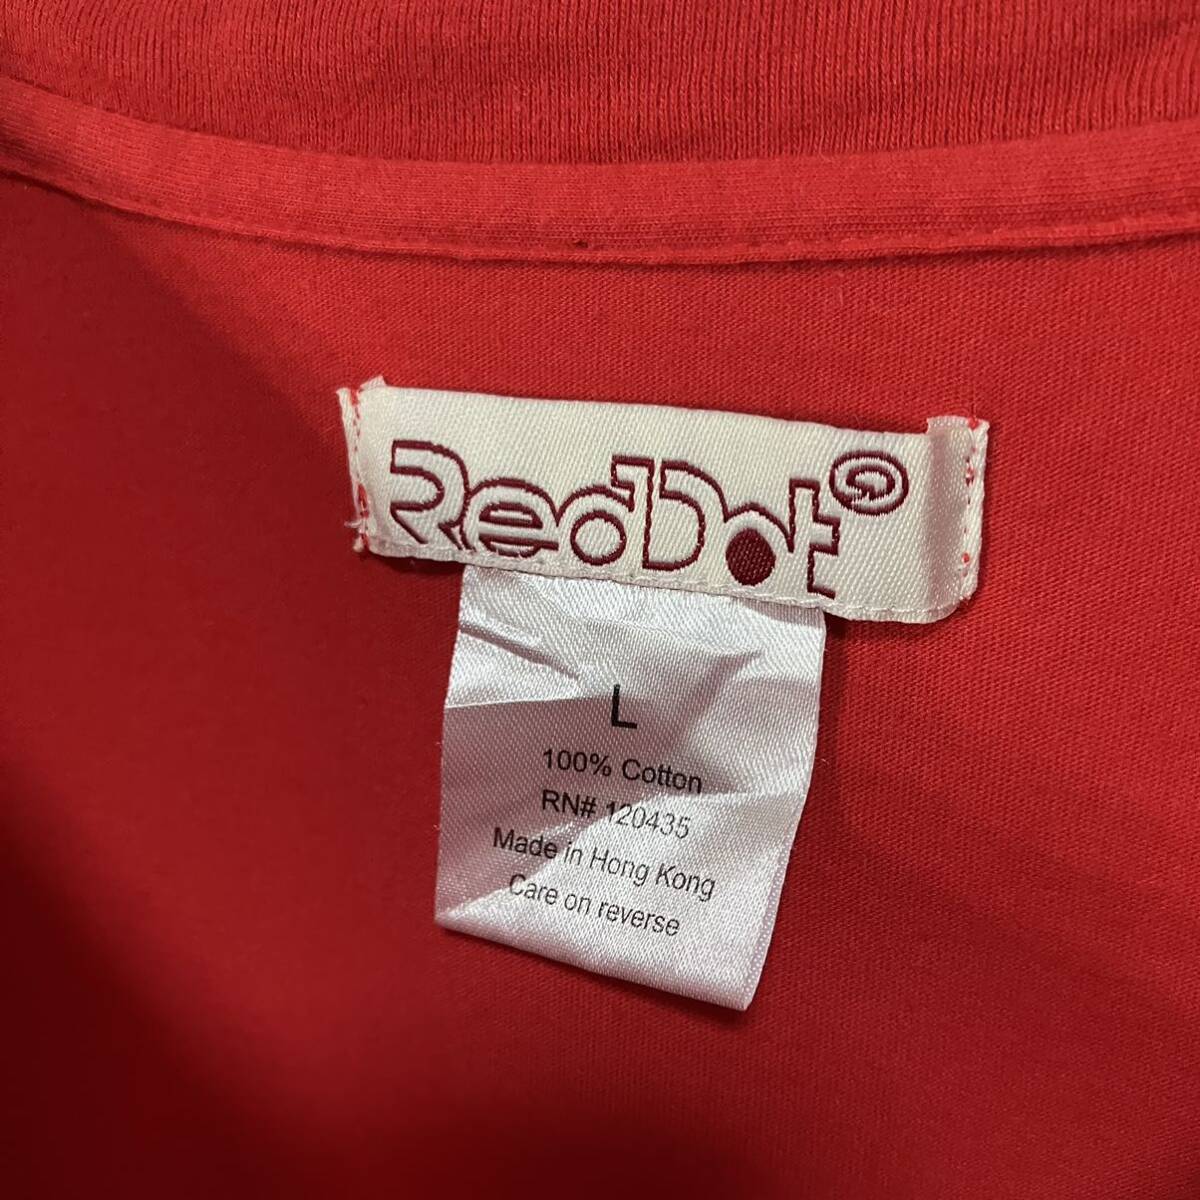 RedDot
L
100% Cotton
RN# 120435
Made in Hong Kong
Care on reverse